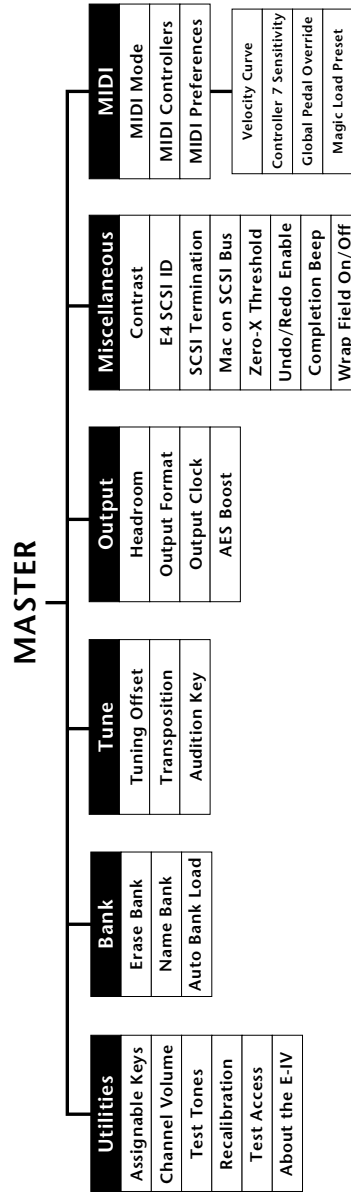 MASTER
Utilities
Assignable Keys
Channel Volume
Test Tones
Recalibration
Test Access
About the E-IV
Bank
Erase Bank
Name Bank
Auto Bank Load
Tune
Tuning Offset
Transposition
Audition Key
Output
Headroom
Output Format
Output Clock
AES Boost
Miscellaneous
Contrast
E4 SCSI ID
SCSI Termination
Mac on SCSI Bus
Zero-X Threshold
Undo/Redo Enable
Completion Beep
Wrap Field On/Off
MIDI
MIDI Mode
MIDI Controllers
MIDI Preferences
Velocity Curve
Controller 7 Sensitivity
Global Pedal Override
Magic Load Preset